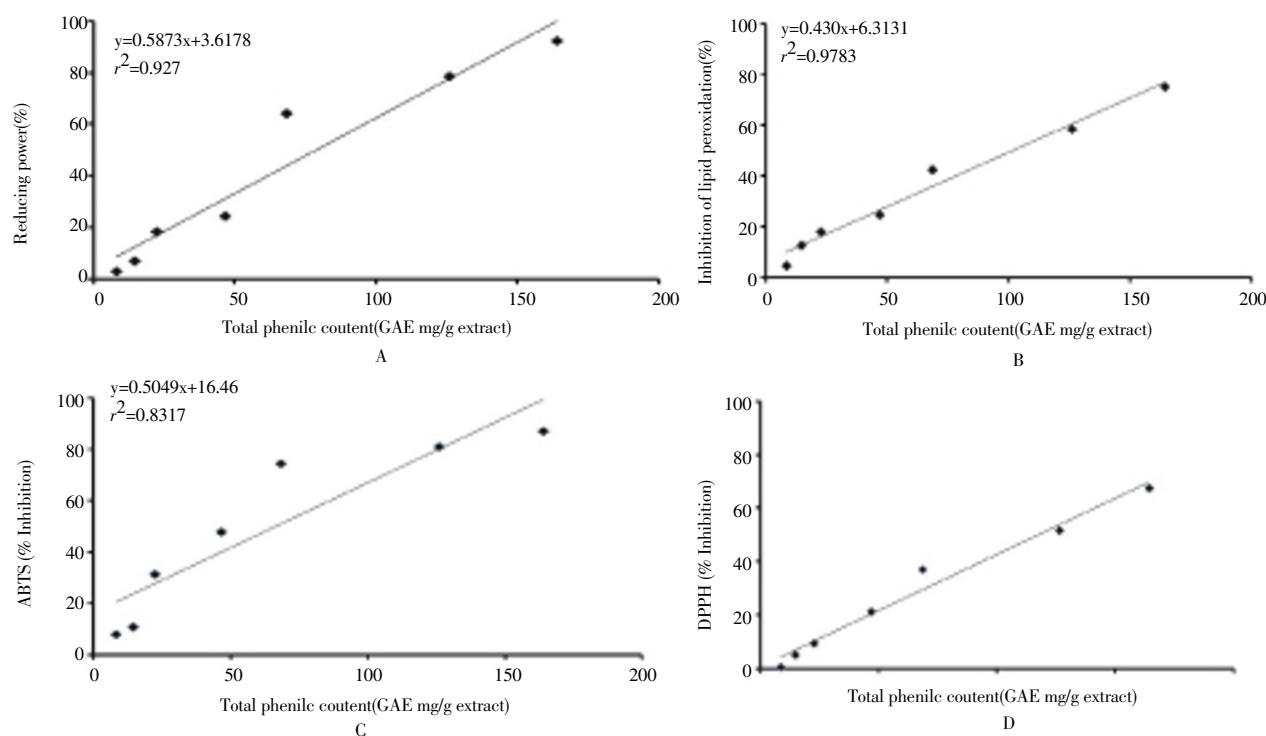 y=0.5873x+3.6178
r2=0.927
Reducing power(%)
100
80
60
40
20
0
0 50 100 150 200
Total phenilc coutent(GAE mg/g extract)
A
y=0.430x+6.3131
r2=0.9783
Inhibition of lipid peroxidation(%)
100
80
60
40
20
0
0 50 100 150 200
Total phenilc coutent(GAE mg/g extract)
B
y=0.5049x+16.46
r2=0.8317
ABTS (% Inhibition)
100
80
60
40
20
0
0 50 100 150 200
Total phenilc coutent(GAE mg/g extract)
C
DPPH (% Inhibition)
100
80
60
40
20
0
Total phenilc coutent(GAE mg/g extract)
D